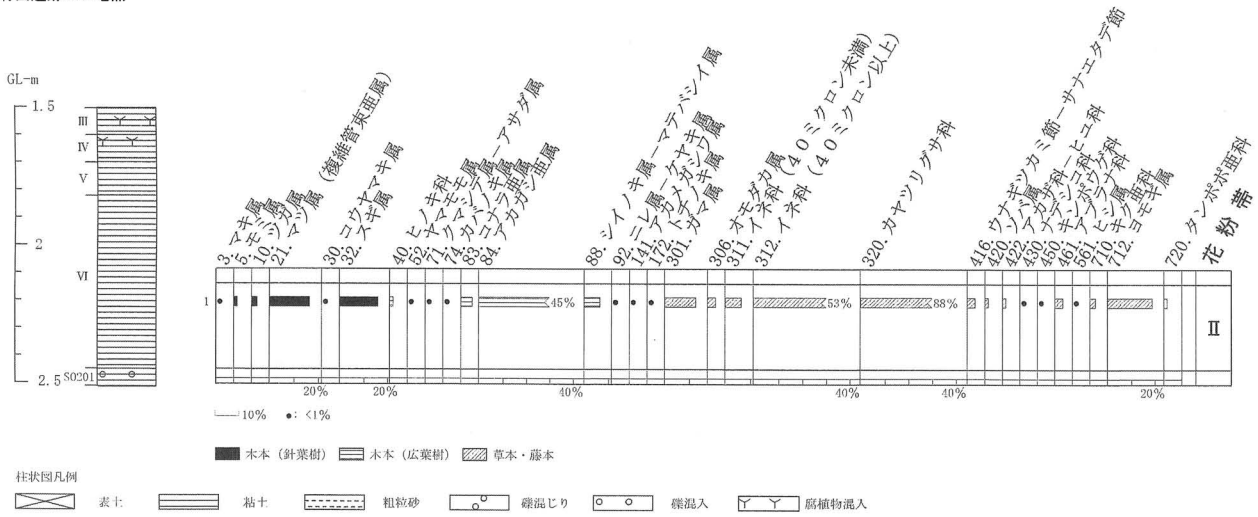 GL-m
1.5
2
2.5
III
IV
V
VI
S0201
3. マキ属
5. モミ属
10. ツガ属
21. マツ属(複維管束亜属)
30. コウヤマキ属
32. スギ属
40. ヒノキ科
52. ヤマモモ属
71. クマシデ属-アサダ属
74. カバノキ属
83. コナラ亜属
84. アカガシ亜属
88. シイノキ属-マテバシイ属
92. ニレ属-ケヤキ属
141. アカメガシワ属
172. トチノキ属
301. ガマ属
306. オモダカ属
311. イネ科(40ミクロン未満)
312. イネ科(40ミクロン以上)
320. カヤツリグサ科
416. ウナギツカミ節-サナエタデ節
420. ソバ属
422. アカザ科-ヒユ科
430. ナデシコ科
450. キンポウゲ科
461. アブラナ科
561. ヒシ属
710. キク亜科
712. ヨモギ属
720. タンポポ亜科
花粉帯
1
45%
53%
88%
II
20%
20%
40%
40%
40%
20%
10% ●: <1%
木本(針葉樹) 木本(広葉樹) 草本・藤本
柱状図凡例
表土 粘土 粗粒砂 礫混じり 礫混入 腐植物混入